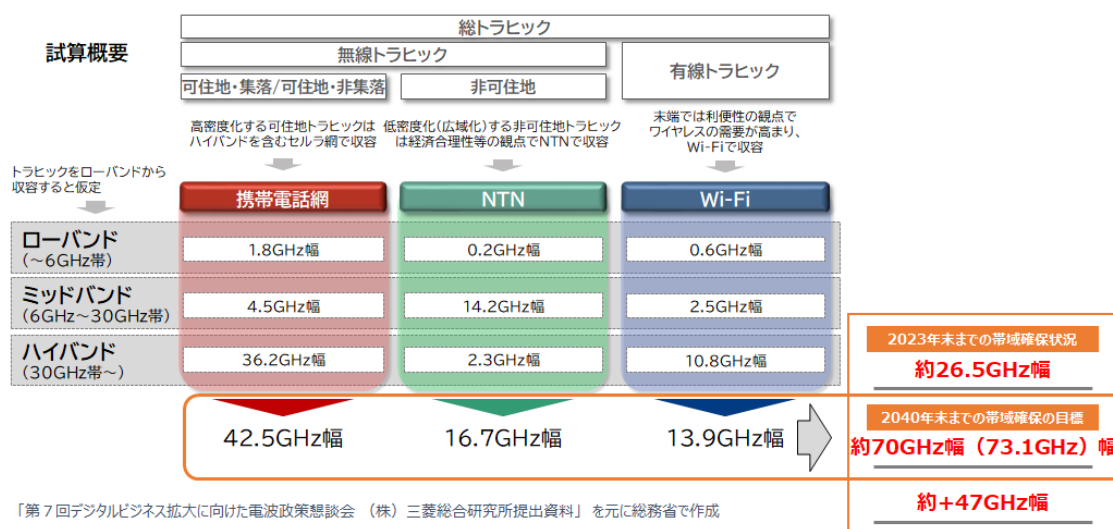 試算概要
総トラヒック
無線トラヒック
有線トラヒック
可住地・集落/可住地・非集落
非可住地
高密度化する可住地トラヒックは
ハイバンドを含むセルラ網で収容
低密度化(広域化)する非可住地トラヒック
は経済合理性等の観点でNTNで収容
末端では利便性の観点で
ワイヤレスの需要が高まり、
Wi-Fiで収容
トラヒックをローバンドから
収容すると仮定
携帯電話網
NTN
Wi-Fi
ローバンド
(～6GHz帯)
1.8GHz幅
0.2GHz幅
0.6GHz幅
ミッドバンド
(6GHz～30GHz帯)
4.5GHz幅
14.2GHz幅
2.5GHz幅
ハイバンド
(30GHz帯～)
36.2GHz幅
2.3GHz幅
10.8GHz幅
2023年末までの帯域確保状況
約26.5GHz幅
42.5GHz幅
16.7GHz幅
13.9GHz幅
2040年末までの帯域確保の目標
約70GHz幅（73.1GHz）幅
約+47GHz幅
「第７回デジタルビジネス拡大に向けた電波政策懇談会　（株）三菱総合研究所提出資料」を元に総務省で作成